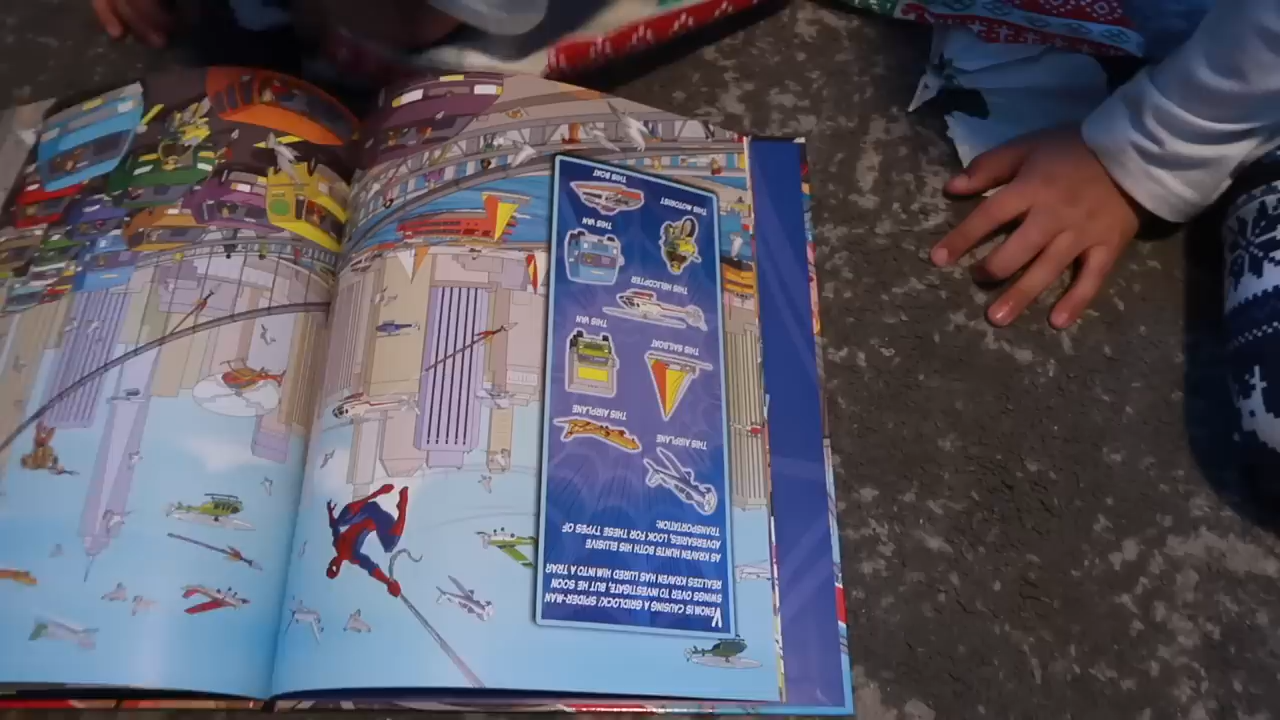 VENOM IS CAUSING A GRIDLOCK! SPIDER-MAN
SWINGS OVER TO INVESTIGATE, BUT HE SOON
REALIZES KRAVEN HAS LURED HIM INTO A TRAP.
AS KRAVEN HUNTS BOTH HIS ELUSIVE
ADVERSARIES, LOOK FOR THESE TYPES OF
TRANSPORTATION:
THIS AIRPLANE
THIS AIRPLANE
THIS SAILBOAT
THIS VAN
THIS HELICOPTER
THIS MOTORIST
THIS VAN
THIS BOAT